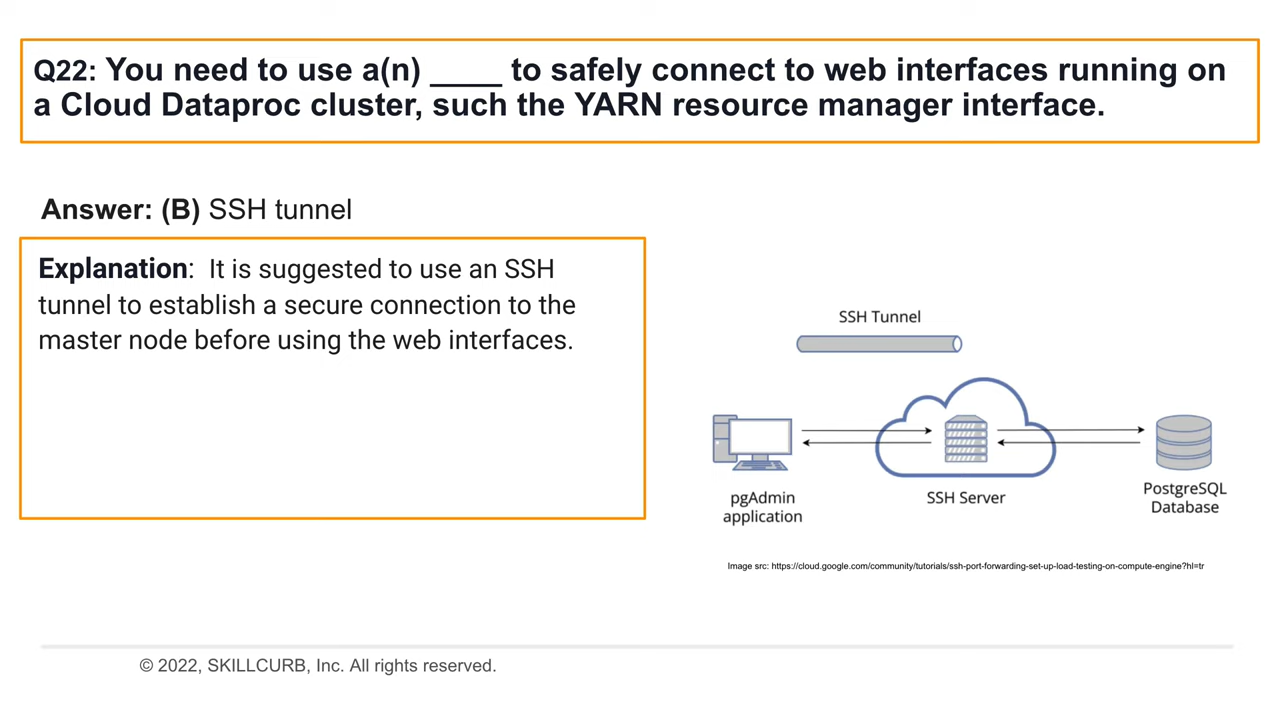 Q22: You need to use a(n) ____ to safely connect to web interfaces running on
a Cloud Dataproc cluster, such the YARN resource manager interface.
Answer: (B) SSH tunnel
Explanation:  It is suggested to use an SSH
tunnel to establish a secure connection to the
master node before using the web interfaces.
SSH Tunnel
pgAdmin
application
SSH Server
PostgreSQL
Database
Image src: https://cloud.google.com/community/tutorials/ssh-port-forwarding-set-up-load-testing-on-compute-engine?hl=tr
© 2022, SKILLCURB, Inc. All rights reserved.